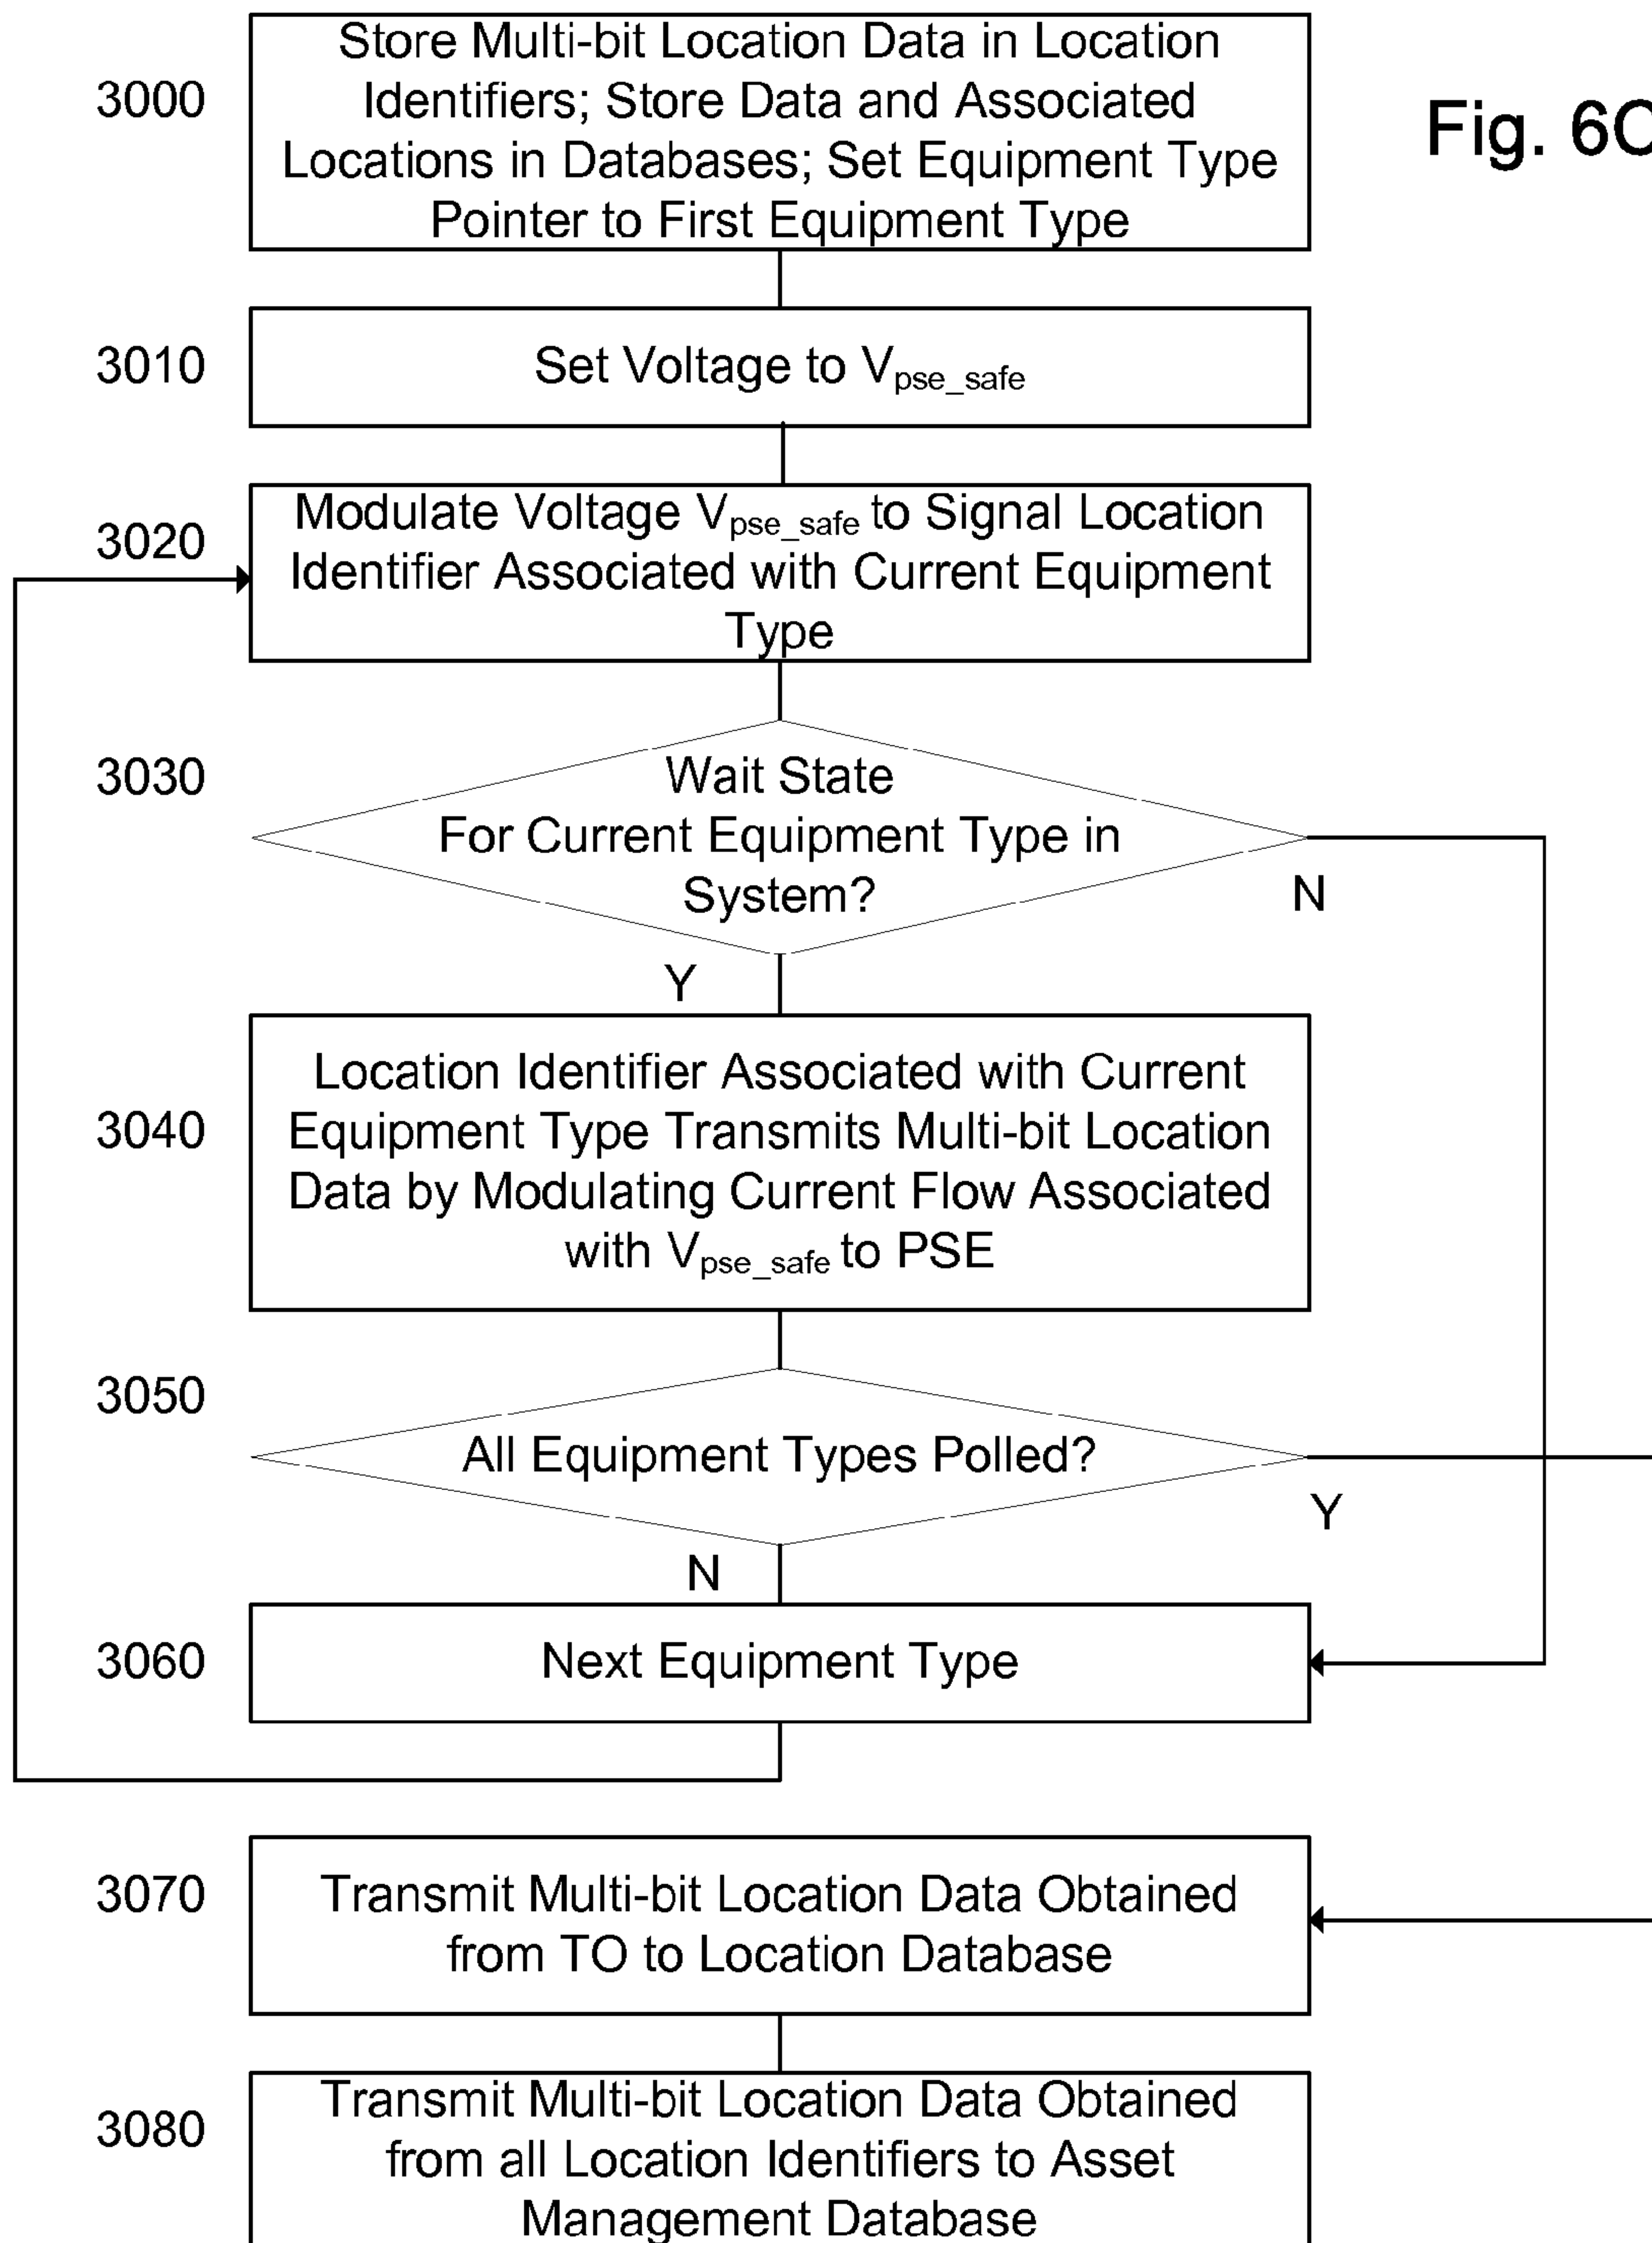 3000
Store Multi-bit Location Data in Location
Identifiers; Store Data and Associated
Locations in Databases; Set Equipment Type
Pointer to First Equipment Type
Fig. 6C
3010
Set Voltage to Vpse_safe
3020
Modulate Voltage Vpse_safe to Signal Location
Identifier Associated with Current Equipment
Type
3030
Wait State
For Current Equipment Type in
System?
N
Y
3040
Location Identifier Associated with Current
Equipment Type Transmits Multi-bit Location
Data by Modulating Current Flow Associated
with Vpse_safe to PSE
3050
All Equipment Types Polled?
Y
N
3060
Next Equipment Type
3070
Transmit Multi-bit Location Data Obtained
from TO to Location Database
3080
Transmit Multi-bit Location Data Obtained
from all Location Identifiers to Asset
Management Database